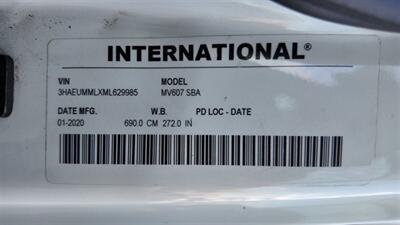 INTERNATIONAL®
VIN MODEL
3HAEUMMLXML629985 MV607 SBA
DATE MFG. W.B. PD LOC - DATE
01-2020 690.0 CM 272.0 IN